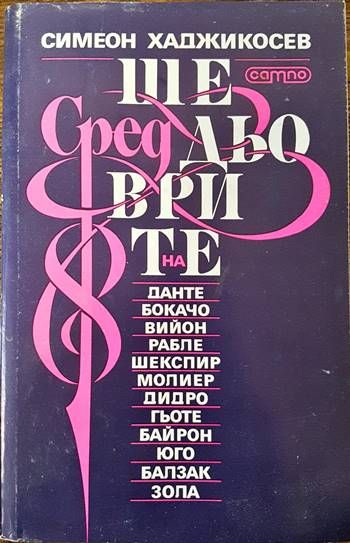 СИМЕОН ХАДЖИКОСЕВ
сатпо
Сред
ШЕ
ДЬО
ВРИ
ТЕ
НА
ДАНТЕ
БОКАЧО
ВИЙОН
РАБЛЕ
ШЕКСПИР
МОЛИЕР
ДИДРО
ГЬОТЕ
БАЙРОН
ЮГО
БАЛЗАК
ЗОЛА